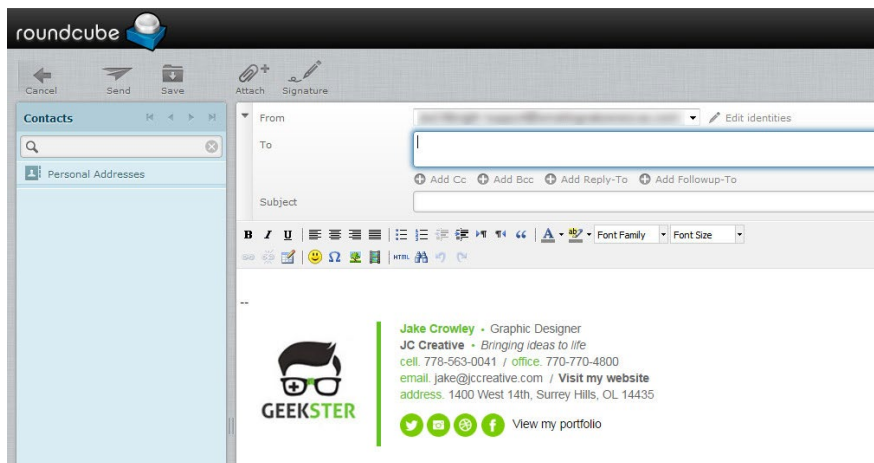 roundcube
Cancel Send Save Attach Signature
Contacts
Personal Addresses
From Edit identities
To
Add Cc Add Bcc Add Reply-To Add Followup-To
Subject
B I U A ab Font Family Font Size
Ω HTML
--
GEEKSTER
Jake Crowley • Graphic Designer
JC Creative • Bringing ideas to life
cell. 778-563-0041 / office. 770-770-4800
email. jake@jccreative.com / Visit my website
address. 1400 West 14th, Surrey Hills, OL 14435
View my portfolio